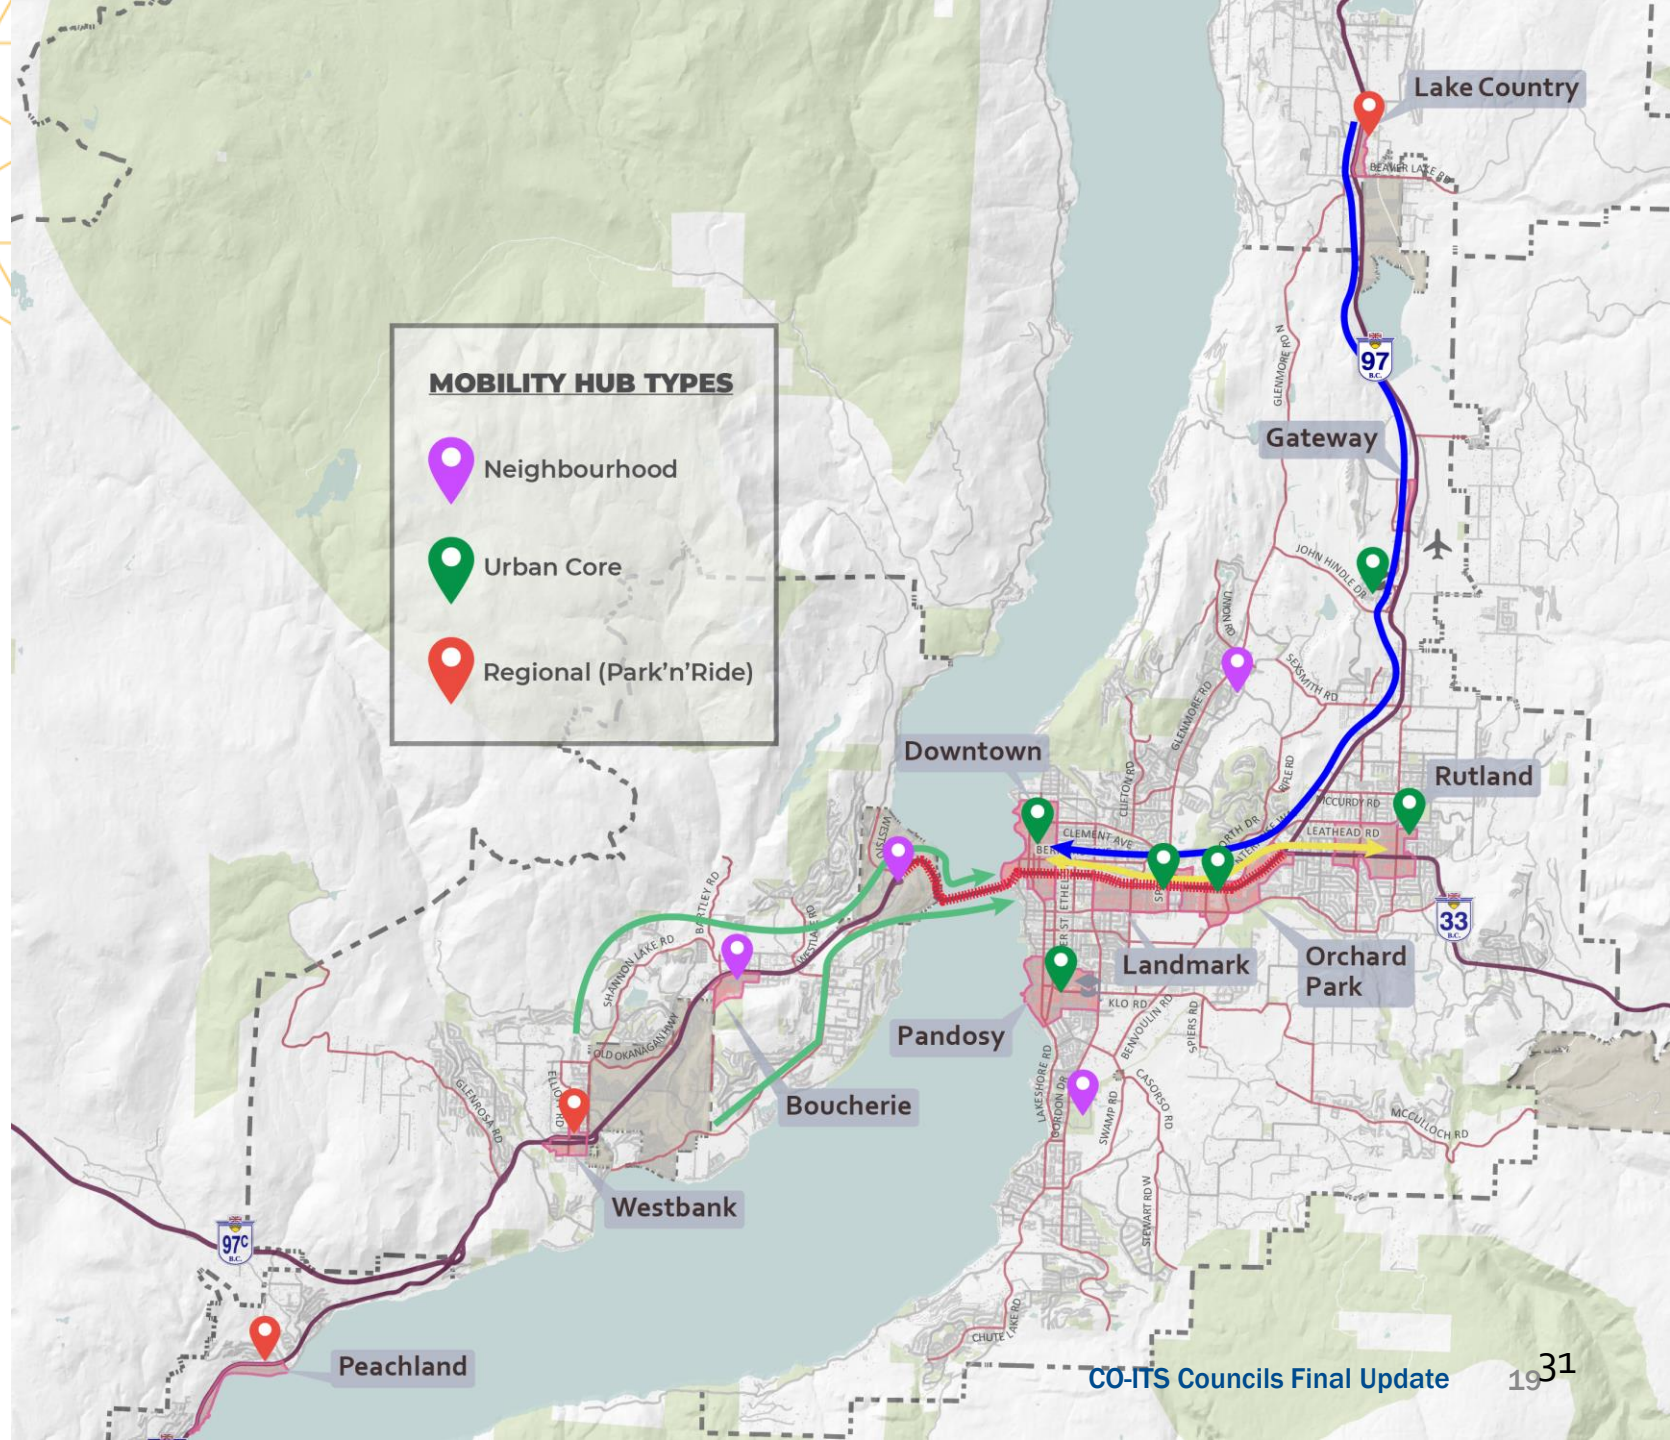 Lake Country
BEAVER LAKE RD
MOBILITY HUB TYPES
Neighbourhood
Urban Core
Regional (Park'n'Ride)
GLENMORE RD N
97
B.C.
Gateway
JOHN HINDLE DR
UNION RD
SEXSMITH RD
GLENMORE RD
Downtown
CLIFTON RD
Rutland
MCCURDY RD
CLEMENT AVE
LEATHEAD RD
33
B.C.
BARTLEY RD
SHANNON LAKE RD
Landmark
Orchard
Park
KLO RD
BENVOULIN RD
SPIERS RD
Pandosy
OLD OKANAGAN HWY
ELLIOTT RD
GLENROSA RD
Boucherie
LAKESHORE RD
GORDON DR
SWAMP RD
CASORSO RD
MCCULLOCH RD
Westbank
STEWART RD W
97C
B.C.
CHUTE LAKE RD
Peachland
CO-ITS Councils Final Update
19
31